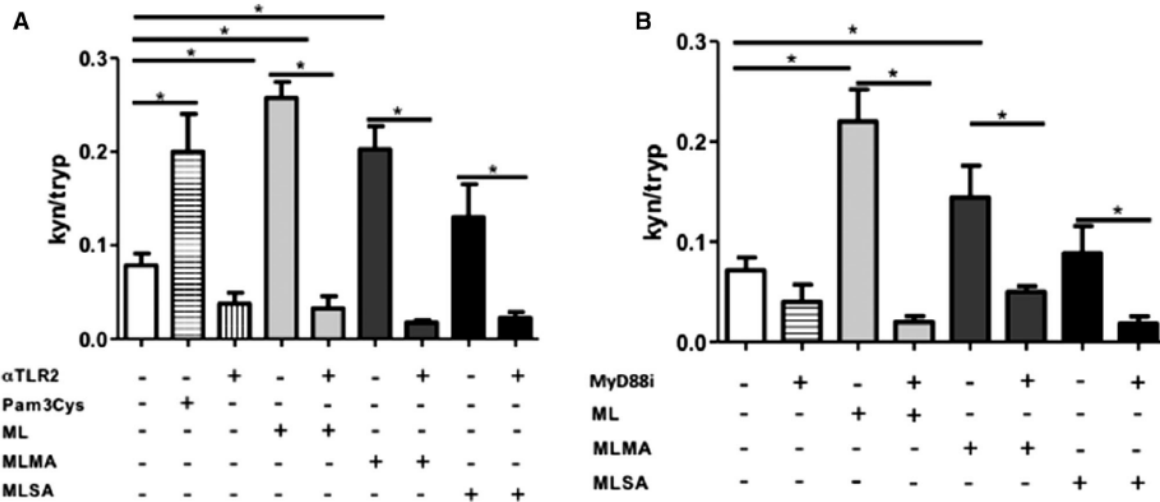 A
* 
*
*
*
*
*
*
0.3
0.2
0.1
0.0
kyn/tryp
αTLR2 - - + - + - + - +
Pam3Cys - + - - - - - - -
ML - - - + + - - - -
MLMA - - - - - + + - -
MLSA - - - - - - - + +
B
*
*
*
*
*
0.3
0.2
0.1
0.0
kyn/tryp
MyD88i - + - + - + - +
ML - - + + - - - -
MLMA - - - - + + - -
MLSA - - - - - - + +